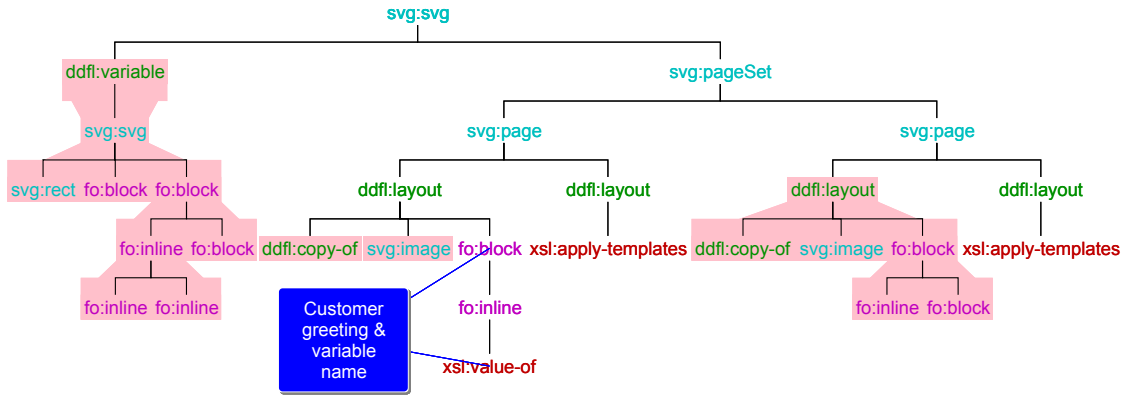 svg:svg
ddfl:variable svg:pageSet
svg:svg svg:page svg:page
svg:rect fo:block fo:block ddfl:layout ddfl:layout ddfl:layout ddfl:layout
fo:inline fo:block ddfl:copy-of svg:image fo:block xsl:apply-templates ddfl:copy-of svg:image fo:block xsl:apply-templates
fo:inline fo:inline fo:inline fo:inline fo:block
Customer
greeting &
variable
name
xsl:value-of